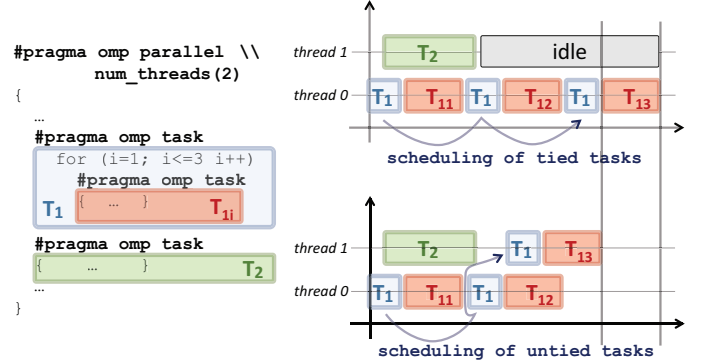 #pragma omp parallel \\
num_threads(2)
{
…
#pragma omp task
for (i=1; i<=3 i++)
#pragma omp task
{ … }
T1i
T1
#pragma omp task
{ … }
T2
…
}
thread 1
T2
idle
thread 0
T1 T11 T1 T12 T1 T13
scheduling of tied tasks
thread 1
T2 T1 T13
thread 0
T1 T11 T1 T12
scheduling of untied tasks